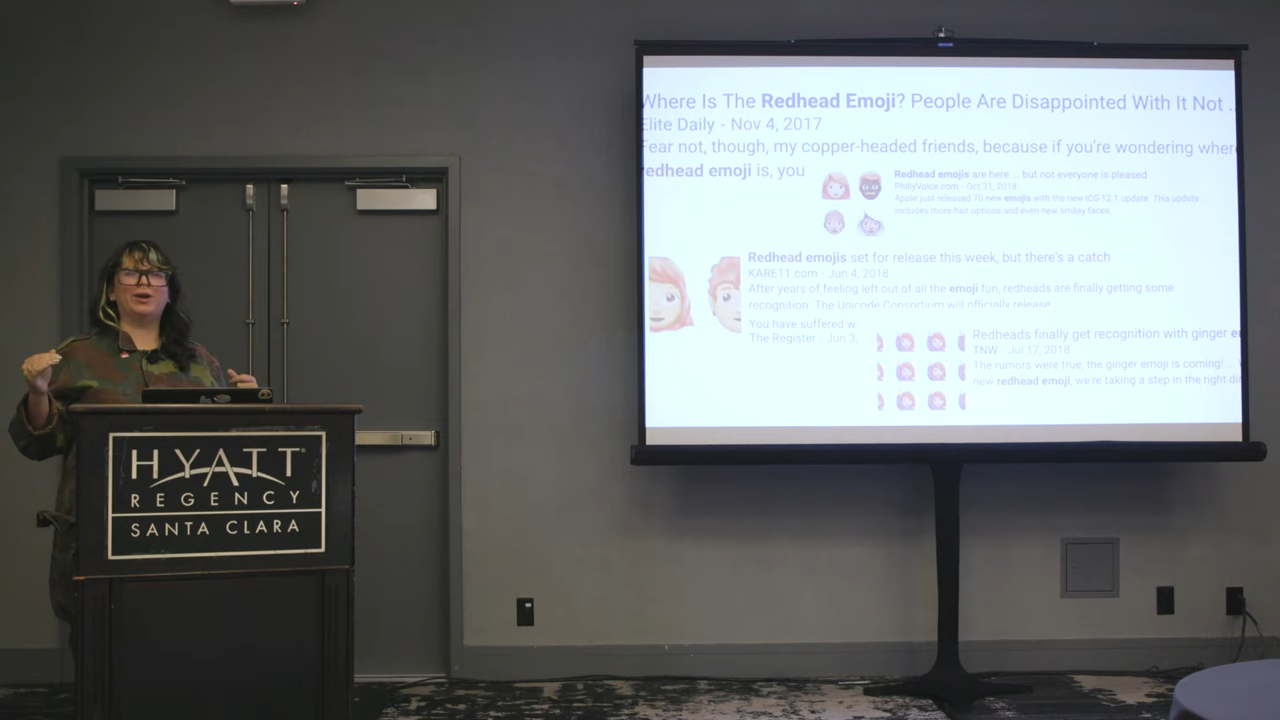 Where Is The Redhead Emoji? People Are Disappointed With It Not ...
Elite Daily - Nov 4, 2017
Fear not, though, my copper-headed friends, because if you're wondering where
redhead emoji is, you
Redhead emojis are here ... but not everyone is pleased
PhillyVoice.com - Oct 31, 2018
Apple just released 70 new emojis with the new iOS 12.1 update. This update
includes more hair options and even new smiley faces.
Redhead emojis set for release this week, but there's a catch
KARE11.com - Jun 4, 2018
After years of feeling left out of all the emoji fun, redheads are finally getting some
recognition. The Unicode Consortium will officially release
You have suffered w
The Register - Jun 3,
Redheads finally get recognition with ginger e
TNW - Jul 17, 2018
The rumors were true, the ginger emoji is coming! ...
new redhead emoji, we're taking a step in the right di
HYATT
REGENCY
SANTA CLARA